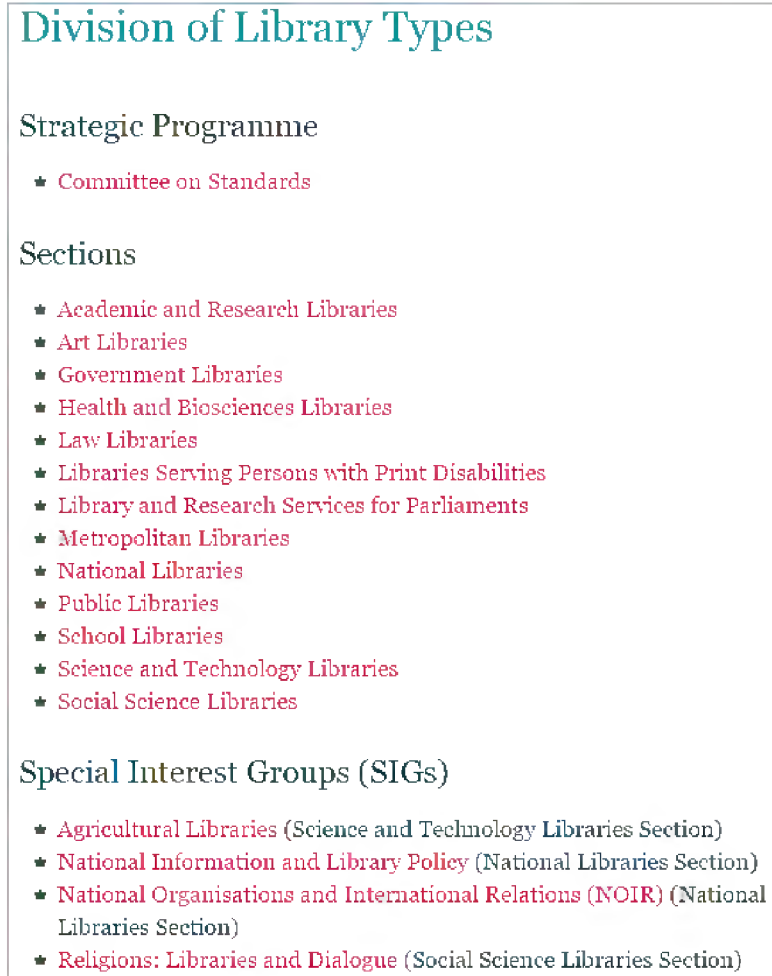 Division of Library Types
Strategic Programme
Committee on Standards
Sections
Academic and Research Libraries
Art Libraries
Government Libraries
Health and Biosciences Libraries
Law Libraries
Libraries Serving Persons with Print Disabilities
Library and Research Services for Parliaments
Metropolitan Libraries
National Libraries
Public Libraries
School Libraries
Science and Technology Libraries
Social Science Libraries
Special Interest Groups (SIGs)
Agricultural Libraries (Science and Technology Libraries Section)
National Information and Library Policy (National Libraries Section)
National Organisations and International Relations (NOIR) (National
Libraries Section)
Religions: Libraries and Dialogue (Social Science Libraries Section)